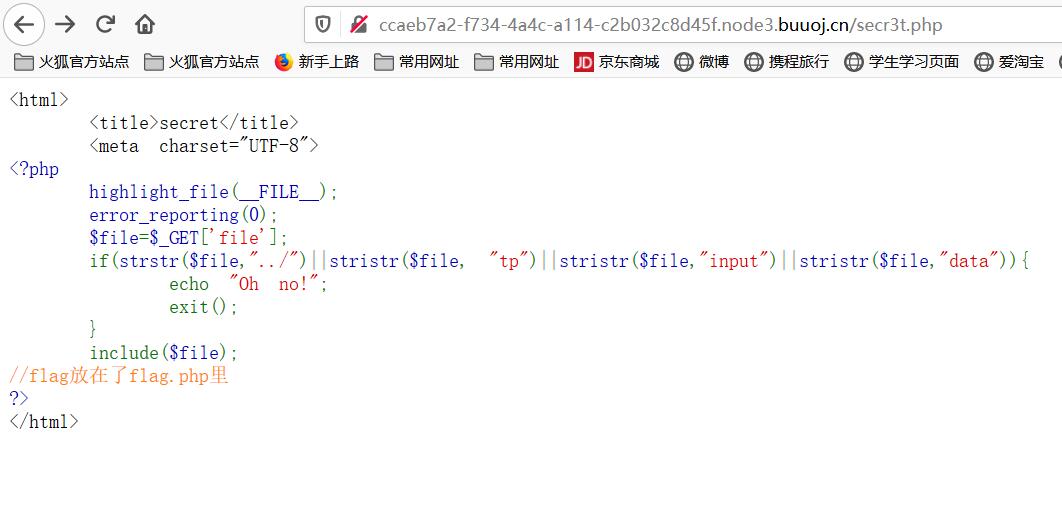 ccaeb7a2-f734-4a4c-a114-c2b032c8d45f.node3.buuoj.cn/secr3t.php
火狐官方站点 火狐官方站点 新手上路 常用网址 常用网址 JD 京东商城 微博 携程旅行 学生学习页面 爱淘宝
<html>
<title>secret</title>
<meta charset="UTF-8">
<?php
highlight_file(__FILE__);
error_reporting(0);
$file=$_GET['file'];
if(strstr($file,"../")||stristr($file, "tp")||stristr($file,"input")||stristr($file,"data")){
echo "Oh no!";
exit();
}
include($file);
//flag放在了flag.php里
?>
</html>